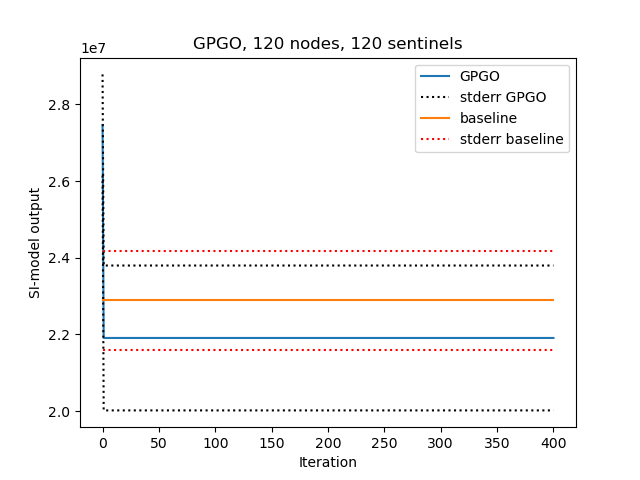 GPGO, 120 nodes, 120 sentinels
1e7
2.8
2.6
2.4
2.2
2.0
SI-model output
GPGO
stderr GPGO
baseline
stderr baseline
0 50 100 150 200 250 300 350 400
Iteration